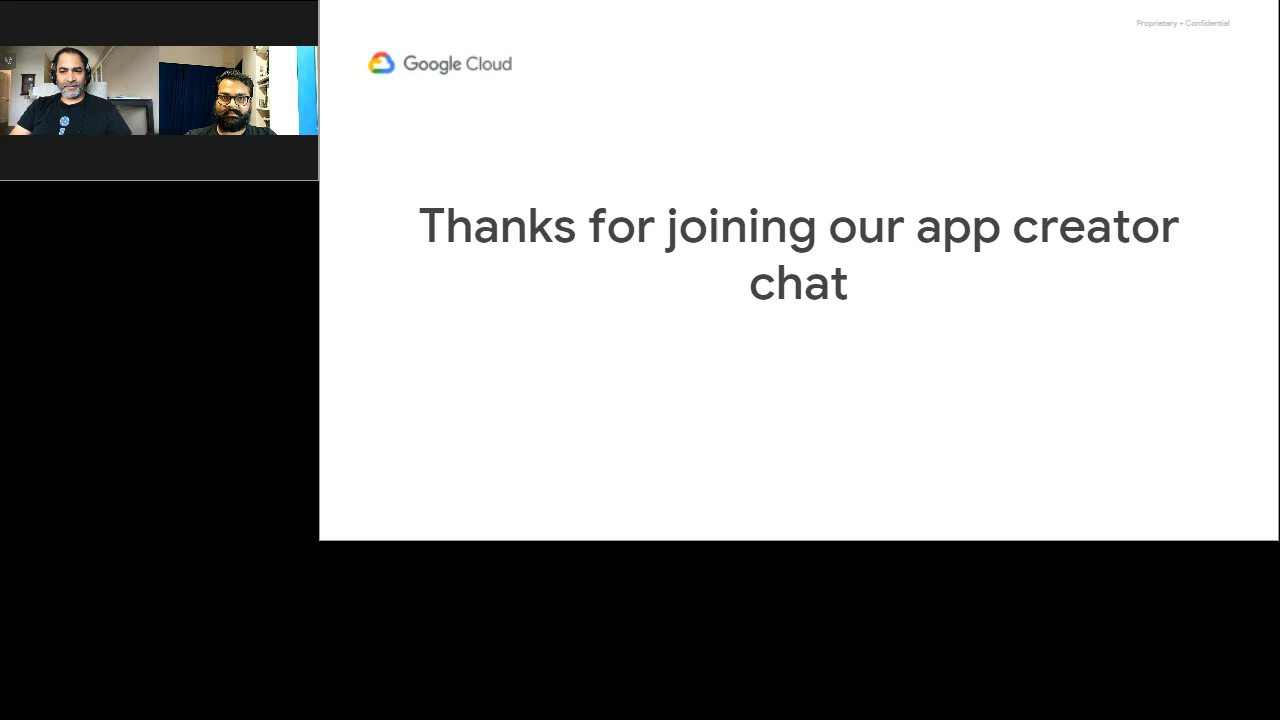 Proprietary + Confidential
Google Cloud
Thanks for joining our app creator
chat